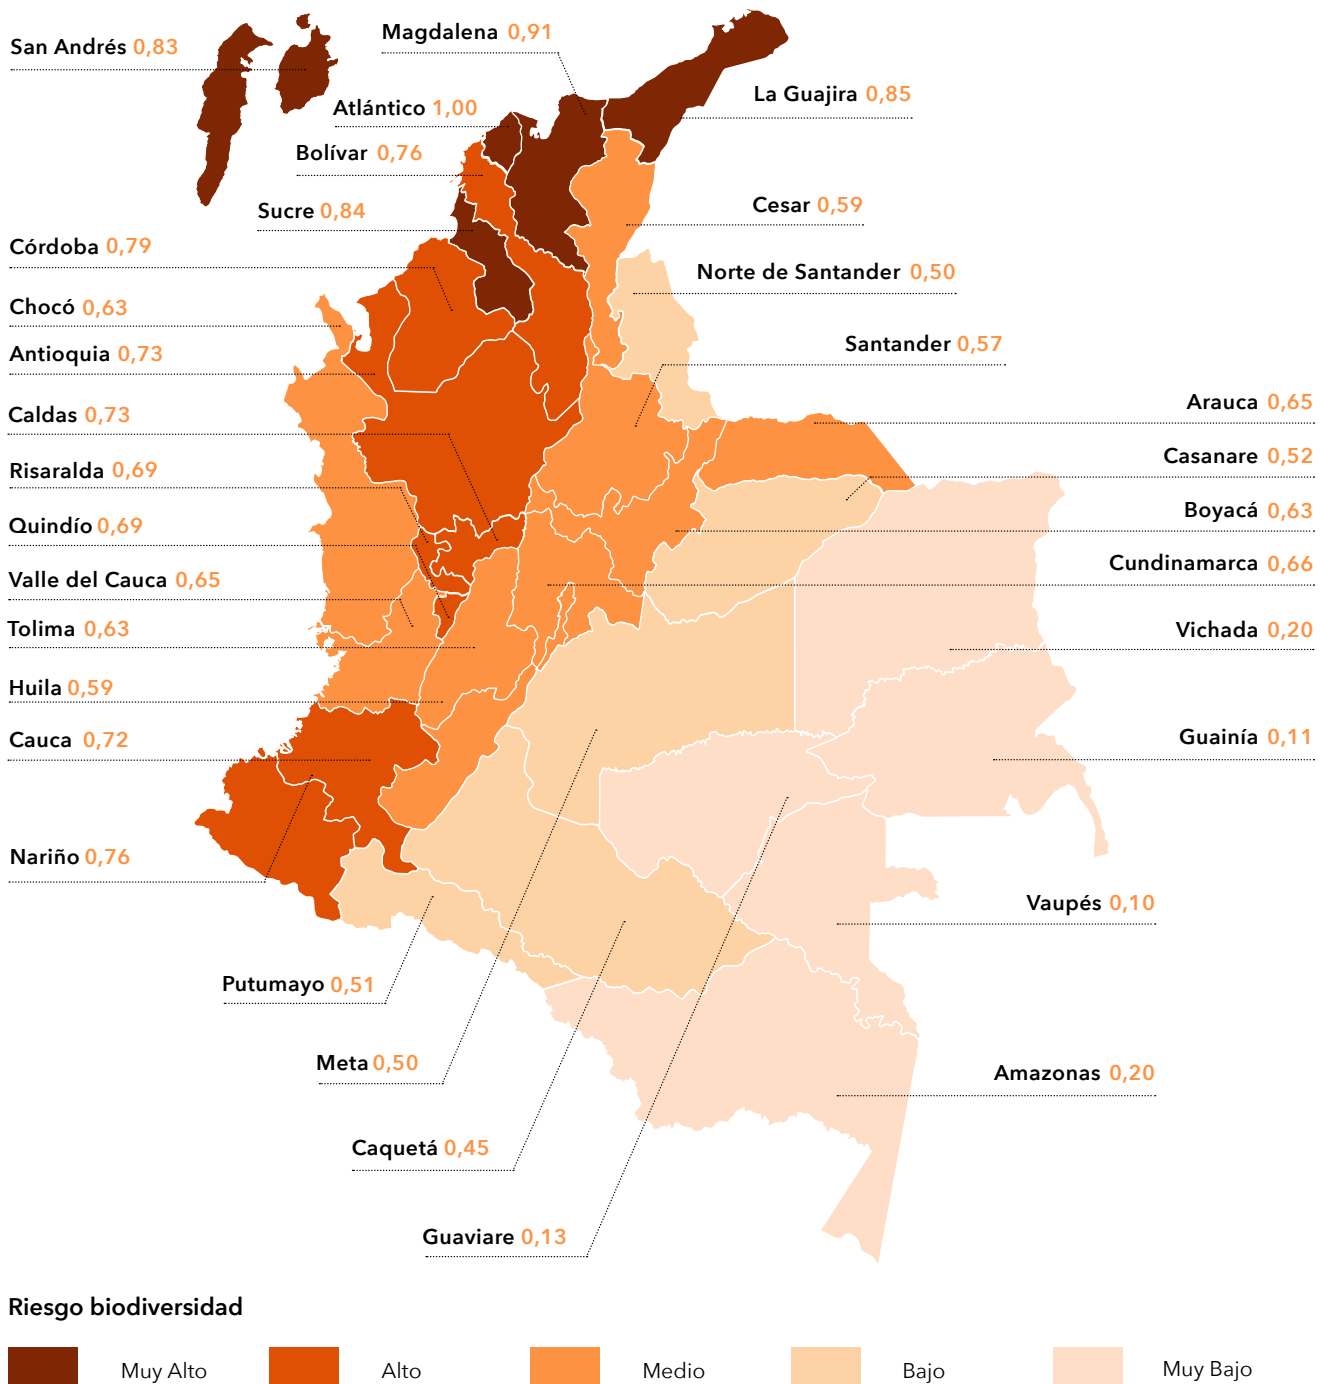 San Andrés 0,83
Magdalena 0,91
La Guajira 0,85
Atlántico 1,00
Bolívar 0,76
Cesar 0,59
Sucre 0,84
Córdoba 0,79
Norte de Santander 0,50
Chocó 0,63
Santander 0,57
Antioquia 0,73
Arauca 0,65
Caldas 0,73
Casanare 0,52
Risaralda 0,69
Boyacá 0,63
Quindío 0,69
Cundinamarca 0,66
Valle del Cauca 0,65
Tolima 0,63
Vichada 0,20
Huila 0,59
Cauca 0,72
Guainía 0,11
Nariño 0,76
Vaupés 0,10
Putumayo 0,51
Meta 0,50
Amazonas 0,20
Caquetá 0,45
Guaviare 0,13
Riesgo biodiversidad
Muy Alto
Alto
Medio
Bajo
Muy Bajo